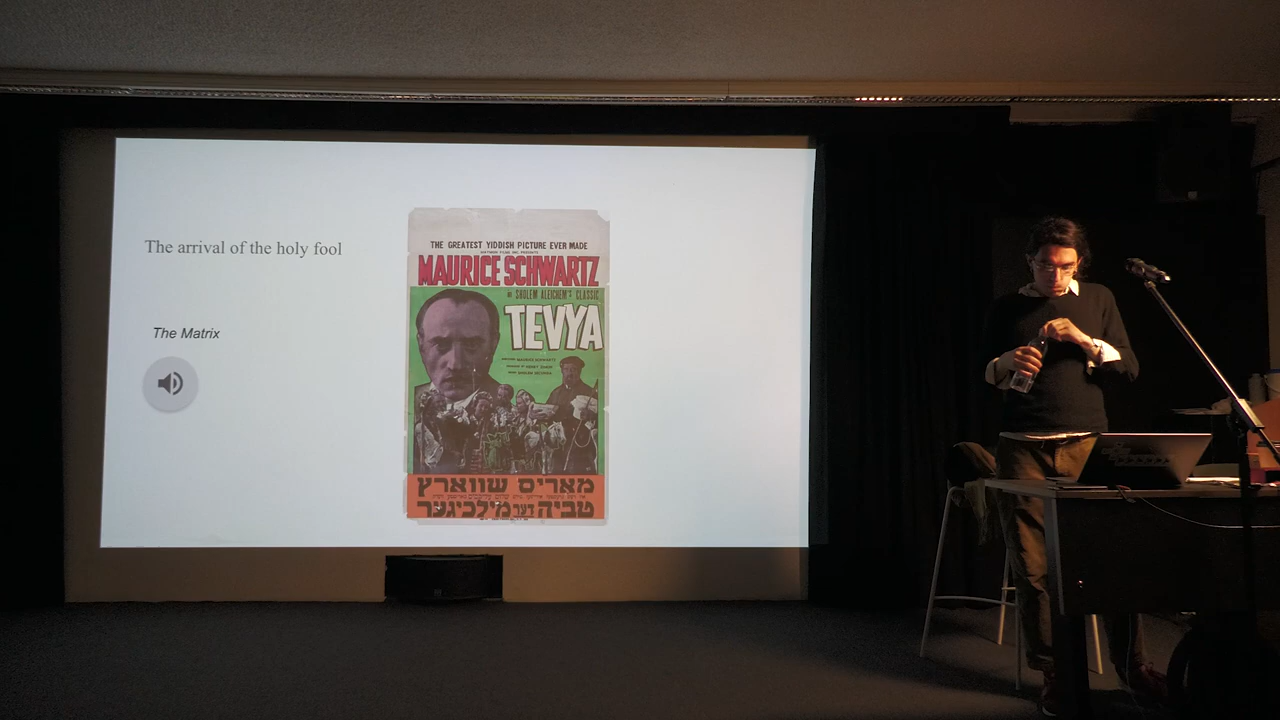 The arrival of the holy fool
The Matrix
THE GREATEST YIDDISH PICTURE EVER MADE
MAURICE SCHWARTZ
IN SHOLEM ALEICHEM'S CLASSIC
TEVYA
מאריס שווארץ
טביה דער מילכיגער